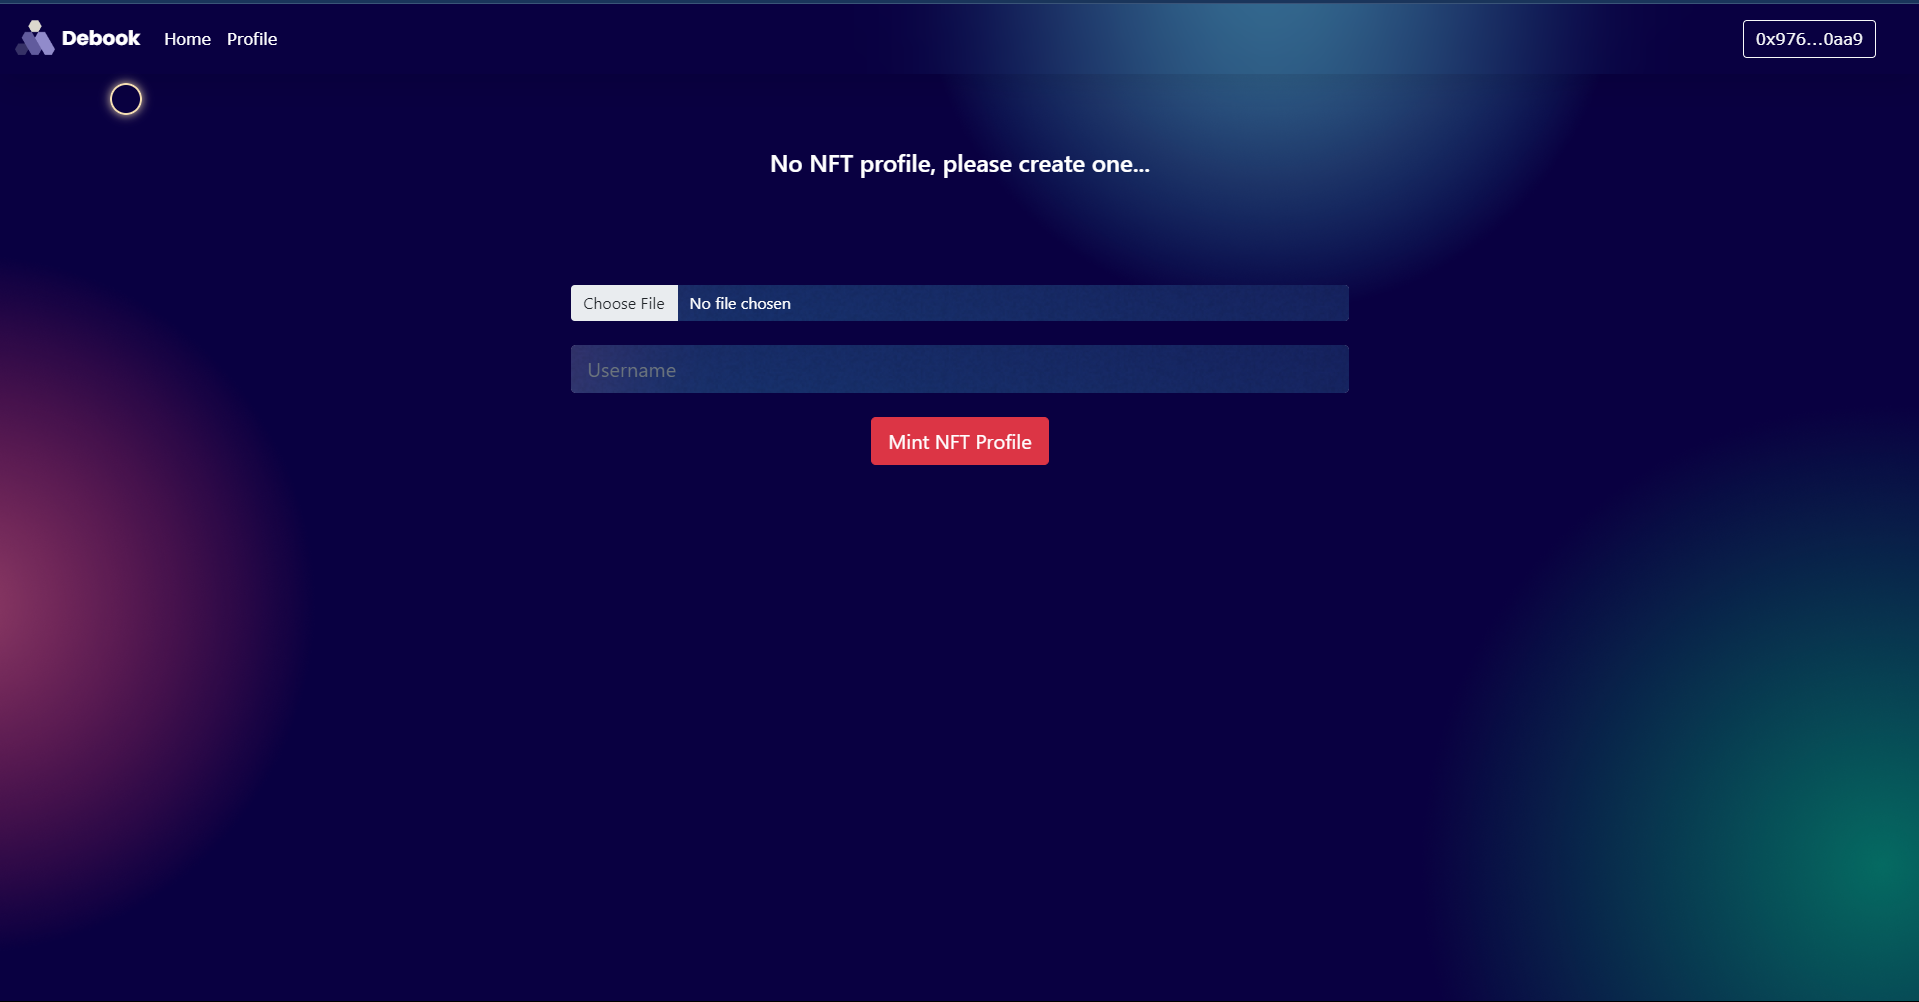 Debook Home Profile 0x976...0aa9
No NFT profile, please create one...
Choose File No file chosen
Username
Mint NFT Profile